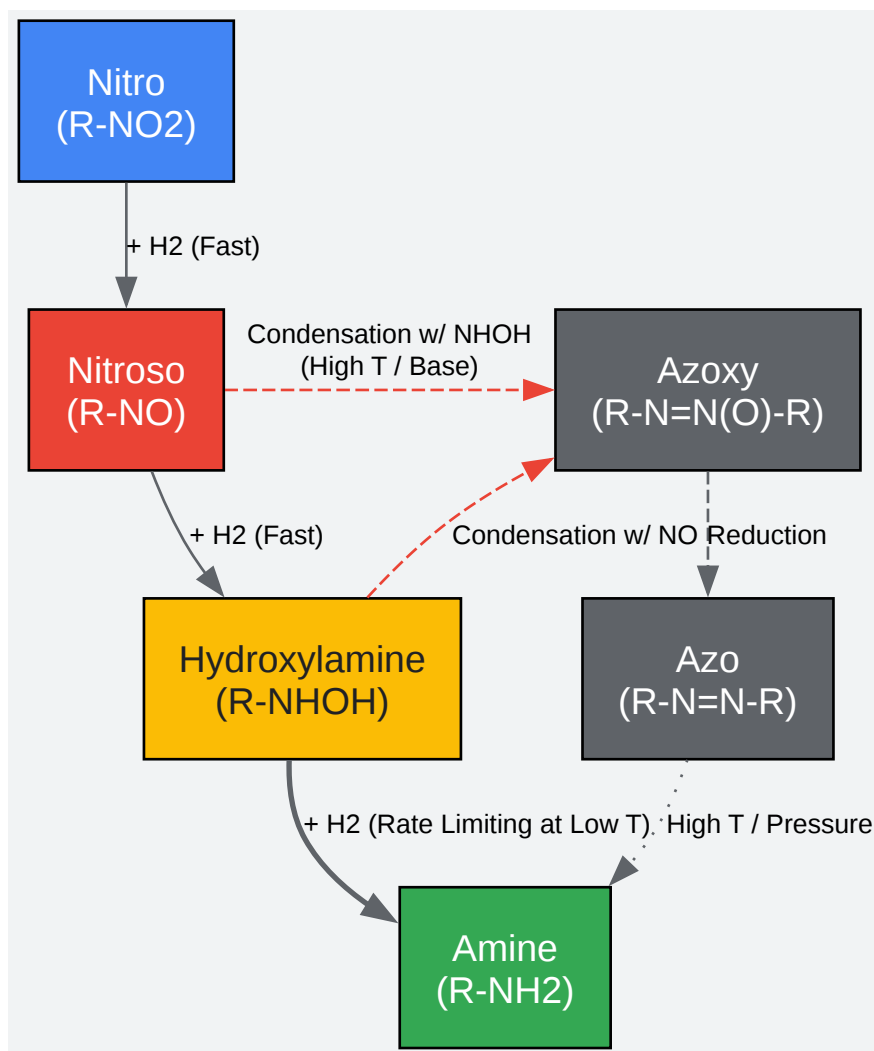 Nitro
(R-NO2)
+ H2 (Fast)
Nitroso
(R-NO)
Condensation w/ NHOH
(High T / Base)
Azoxy
(R-N=N(O)-R)
+ H2 (Fast)
Condensation w/ NO
Reduction
Hydroxylamine
(R-NHOH)
Azo
(R-N=N-R)
+ H2 (Rate Limiting at Low T)
High T / Pressure
Amine
(R-NH2)